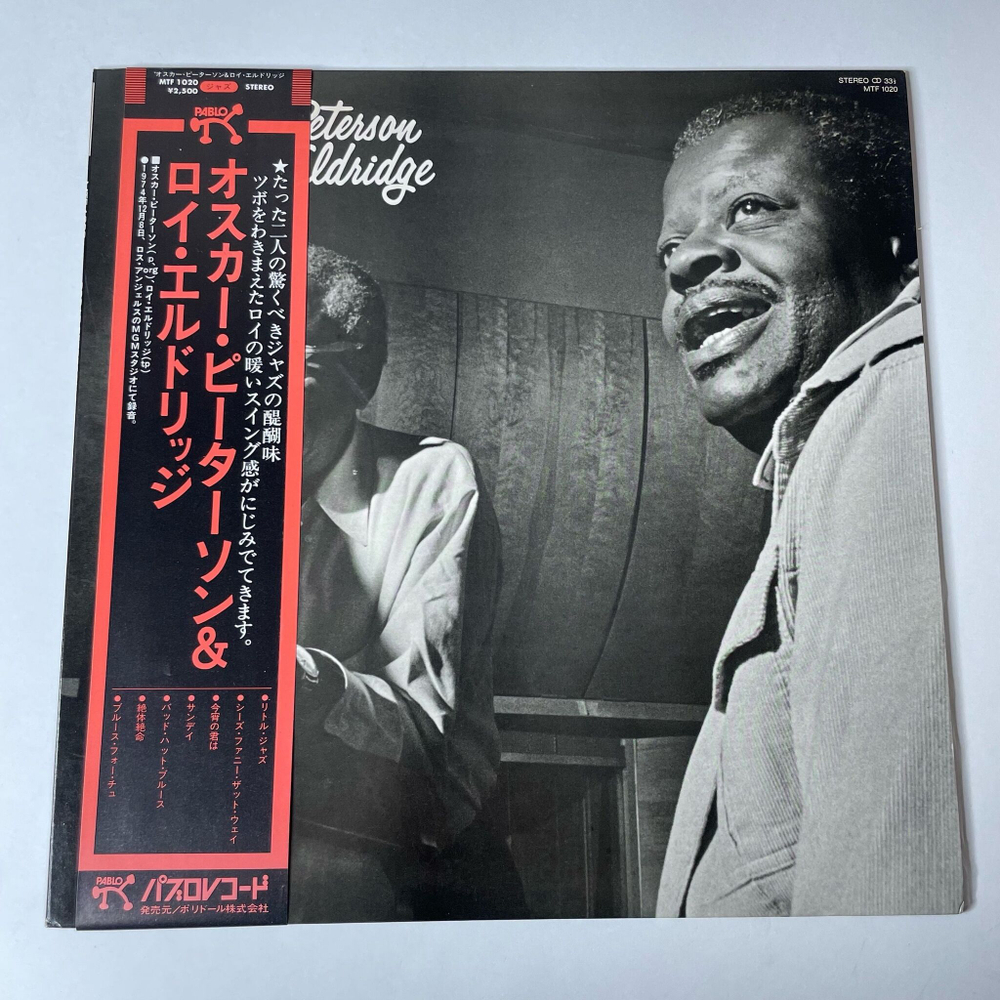 オスカー・ピーターソン&ロイ・エルドリッジ
MTF 1020
¥2,500
ジャズ
STEREO
PABLO
★たった二人の驚くべきジャズの醍醐味
ツボをわきまえたロイの暖いスイング感がにじみでてきます。
オスカー・ピーターソン&
ロイ・エルドリッジ
■オスカー・ピーターソン(p、org)、ロイ・エルドリッジ(tp)
●1974年12月8日、ロス・アンジェルスのMGMスタジオにて録音。
●リトル・ジャズ
●シーズ・ファニー・ザット・ウェイ
●今宵の君は
●サンデイ
●バッド・ハット・ブルース
●絶体絶命
●ブルース・フォー・チュ
PABLO
パブロレコード
発売元/ポリドール株式会社
Peterson
Eldridge
STEREO CD 33⅓
MTF 1020